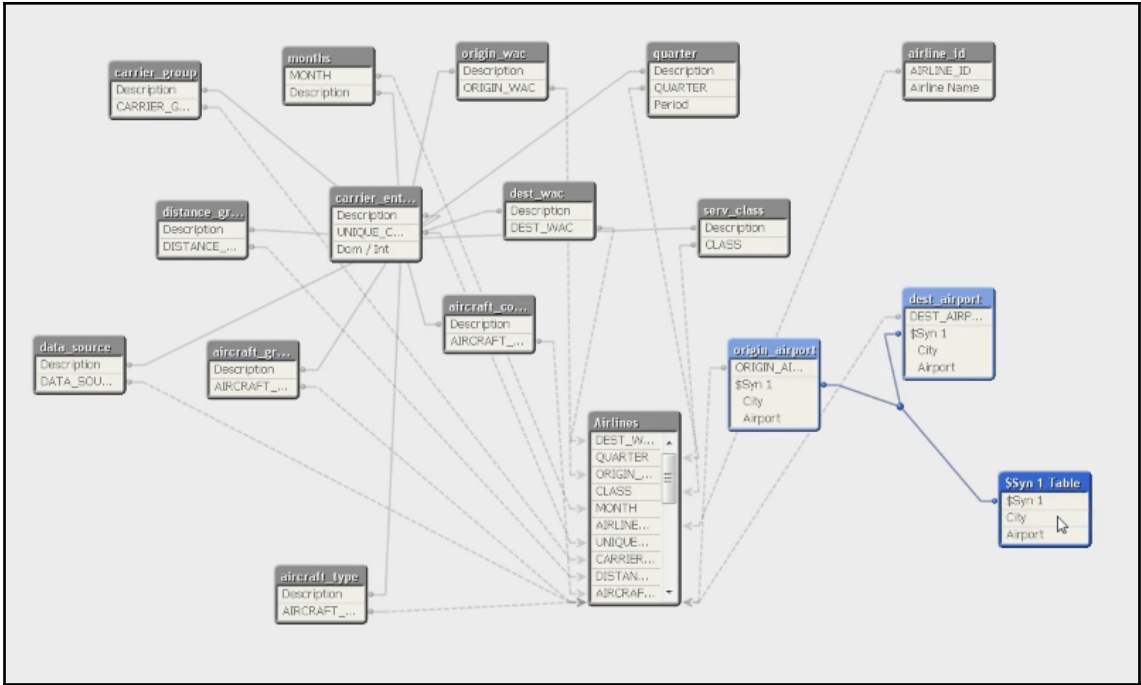 carrier_group
Description
CARRIER_G...
months
MONTH
Description
origin_wac
Description
ORIGIN_WAC
quarter
Description
QUARTER
Period
airline_id
AIRLINE_ID
Airline Name
distance_gr...
Description
DISTANCE_...
carrier_ent...
Description
UNIQUE_C...
Dom / Int
dest_wac
Description
DEST_WAC
serv_class
Description
CLASS
aircraft_co...
Description
AIRCRAFT_...
dest_airport
DEST_AIRP...
$Syn 1
City
Airport
data_source
Description
DATA_SOU...
aircraft_gr...
Description
AIRCRAFT_...
origin_airport
ORIGIN_AI...
$Syn 1
City
Airport
Airlines
DEST_W...
QUARTER
ORIGIN_...
CLASS
MONTH
AIRLINE...
UNIQUE...
CARRIER...
DISTAN...
AIRCRAF...
$Syn 1 Table
$Syn 1
City
Airport
aircraft_type
Description
AIRCRAFT_...